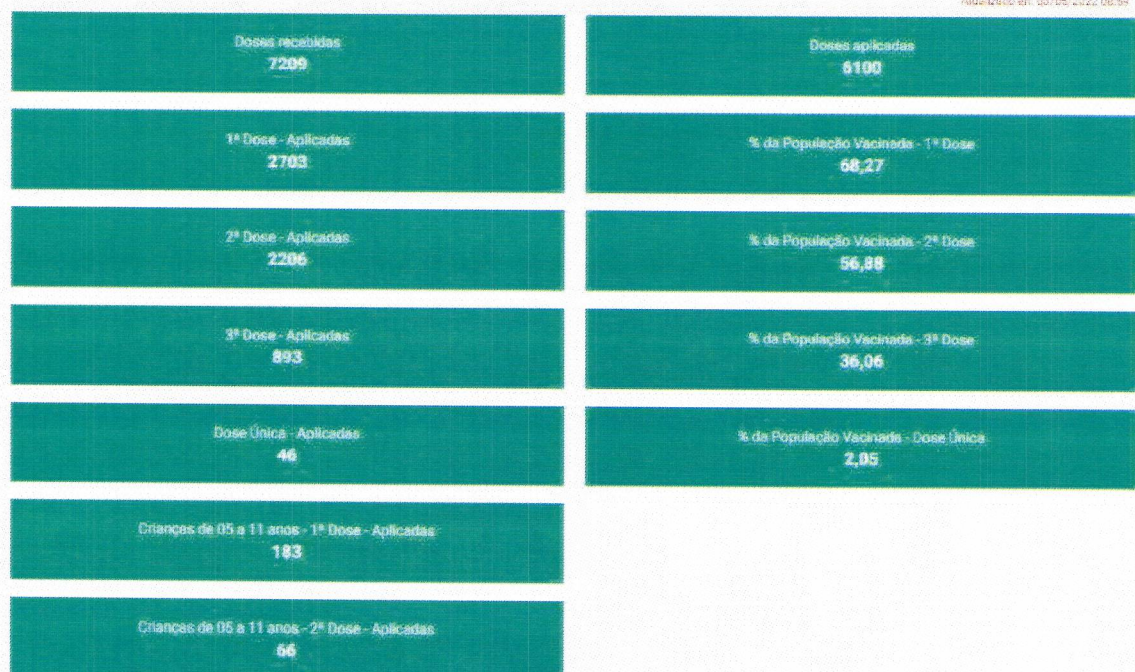 Doses recebidas
7209
Doses aplicadas
6100
1ª Dose - Aplicadas
2703
% da População Vacinada - 1ª Dose
68,27
2ª Dose - Aplicadas
2206
% da População Vacinada - 2ª Dose
56,88
3ª Dose - Aplicadas
893
% da População Vacinada - 3ª Dose
36,06
Dose Única - Aplicadas
46
% da População Vacinada - Dose Única
2,05
Crianças de 05 a 11 anos - 1ª Dose - Aplicadas
183
Crianças de 05 a 11 anos - 2ª Dose - Aplicadas
66